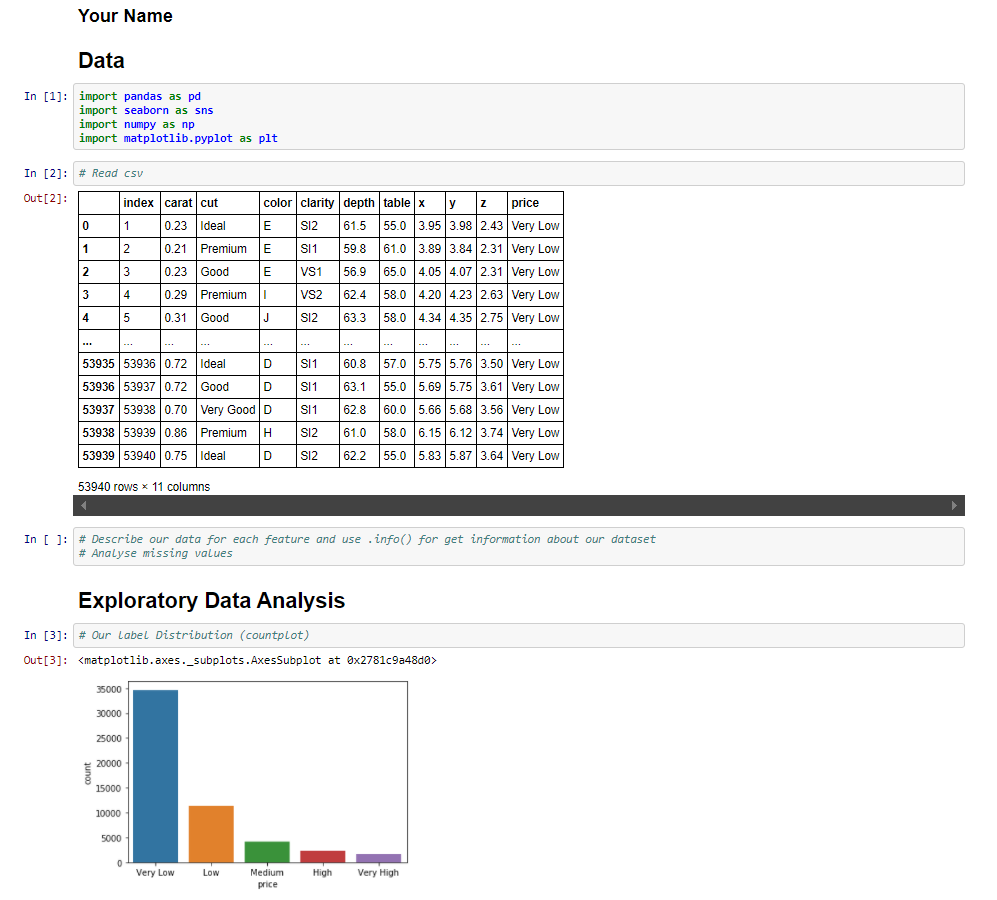 Your Name
Data
In [1]: import pandas as pd
import seaborn as sns
import numpy as np
import matplotlib.pyplot as plt
In [2]: # Read csv
Out[2]:
index carat cut color clarity depth table x y z price
0 1 0.23 Ideal E SI2 61.5 55.0 3.95 3.98 2.43 Very Low
1 2 0.21 Premium E SI1 59.8 61.0 3.89 3.84 2.31 Very Low
2 3 0.23 Good E VS1 56.9 65.0 4.05 4.07 2.31 Very Low
3 4 0.29 Premium I VS2 62.4 58.0 4.20 4.23 2.63 Very Low
4 5 0.31 Good J SI2 63.3 58.0 4.34 4.35 2.75 Very Low
... ... ... ... ... ... ... ... ... ... ... ...
53935 53936 0.72 Ideal D SI1 60.8 57.0 5.75 5.76 3.50 Very Low
53936 53937 0.72 Good D SI1 63.1 55.0 5.69 5.75 3.61 Very Low
53937 53938 0.70 Very Good D SI1 62.8 60.0 5.66 5.68 3.56 Very Low
53938 53939 0.86 Premium H SI2 61.0 58.0 6.15 6.12 3.74 Very Low
53939 53940 0.75 Ideal D SI2 62.2 55.0 5.83 5.87 3.64 Very Low
53940 rows × 11 columns
In [ ]: # Describe our data for each feature and use .info() for get information about our dataset
# Analyse missing values
Exploratory Data Analysis
In [3]: # Our Label Distribution (countplot)
Out[3]: <matplotlib.axes._subplots.AxesSubplot at 0x2781c9a48d0>
35000
30000
25000
20000
15000
10000
5000
0
count
Very Low Low Medium High Very High
price